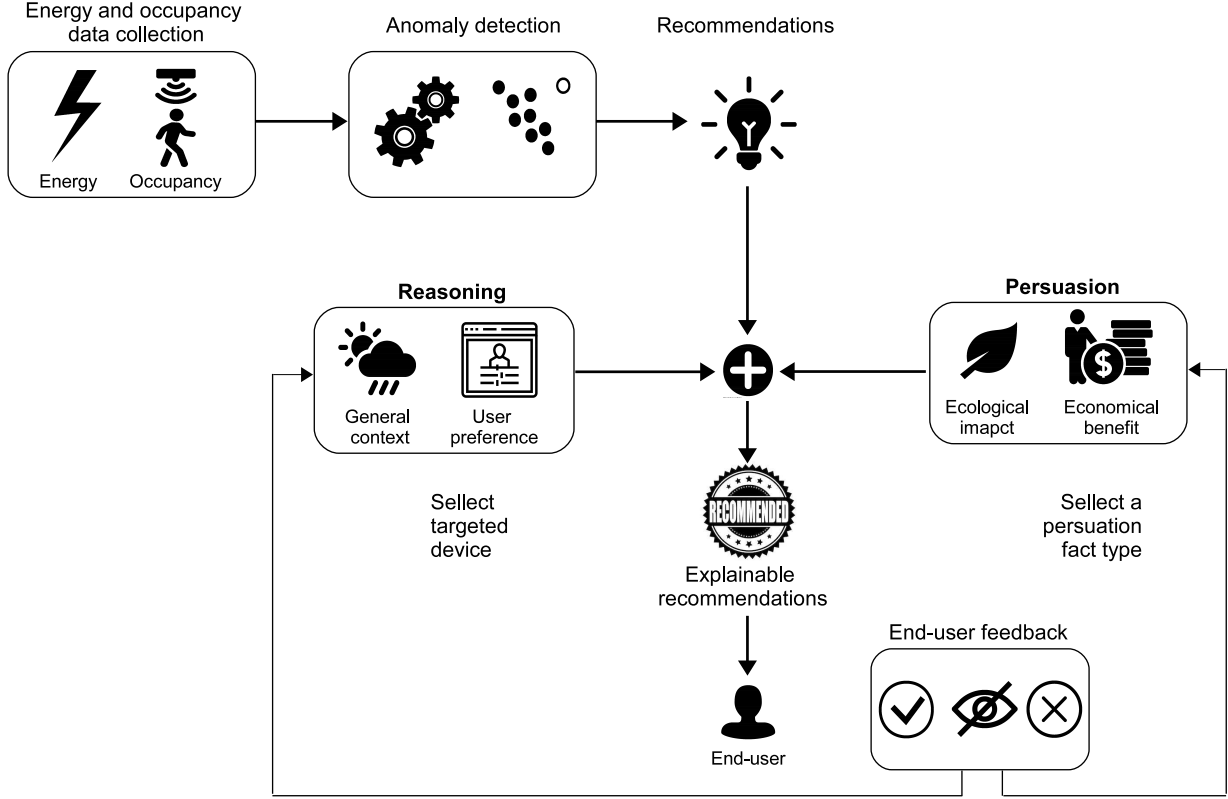 Energy and occupancy
data collection
Anomaly detection
Recommendations
Energy
Occupancy
Reasoning
Persuasion
General
context
User
preference
Ecological
imapct
Economical
benefit
$
Sellect
targeted
device
RECOMMENDED
Sellect a
persuation
fact type
Explainable
recommendations
End-user feedback
End-user